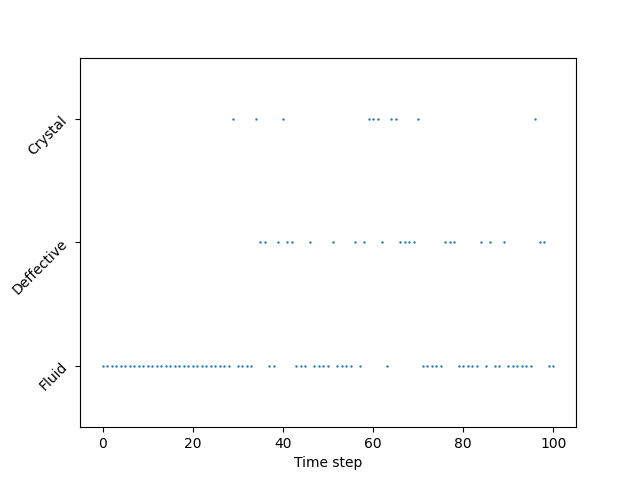 Crystal
Deffective
Fluid
0 20 40 60 80 100
Time step